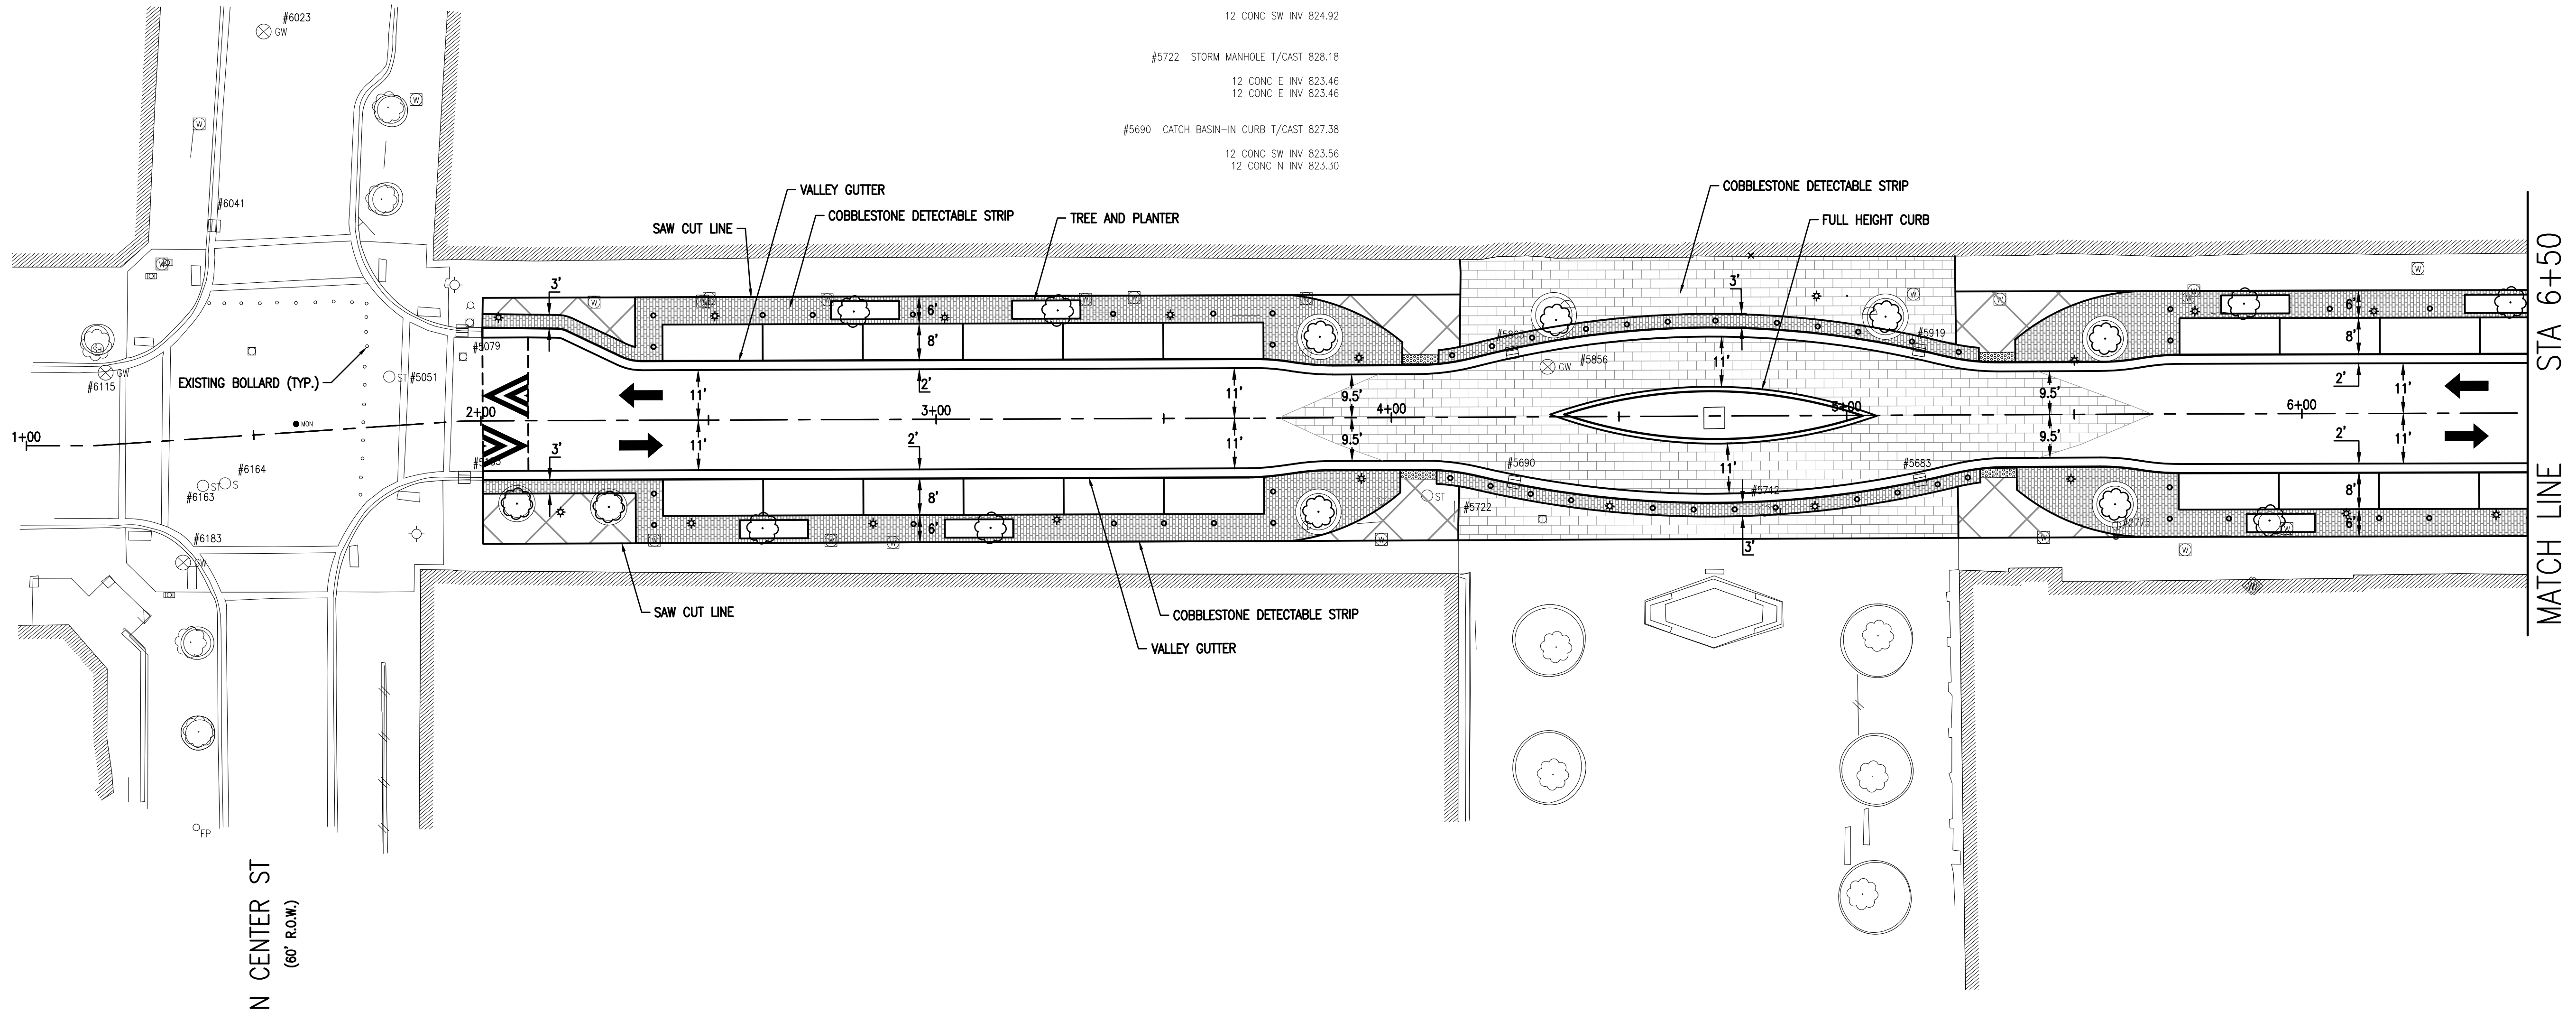 12 CONC SW INV 824.92
#5722 STORM MANHOLE T/CAST 828.18
12 CONC E INV 823.46
12 CONC E INV 823.46
#5690 CATCH BASIN-IN CURB T/CAST 827.38
12 CONC SW INV 823.56
12 CONC N INV 823.30
#6023
GW
W
W
#6041
W
VALLEY GUTTER
COBBLESTONE DETECTABLE STRIP
SAW CUT LINE
TREE AND PLANTER
COBBLESTONE DETECTABLE STRIP
FULL HEIGHT CURB
W
W
W
W
W
W
W
W
W
W
3'
6'
3'
6'
#5079
8'
#5919
#5856
GW
8'
GW
#6115
EXISTING BOLLARD (TYP.)
ST
#5051
2'
11'
11'
11'
2'
11'
9.5'
9.5'
1+00
MON
2+00
3+00
4+00
5+00
6+00
11'
2'
11'
9.5'
9.5'
2'
11'
3'
11'
#6164
ST
S
#6163
#5690
#5683
8'
#5712
8'
ST
#5722
6'
3'
6'
#2775
#6183
GW
W
W
W
W
W
W
W
SAW CUT LINE
COBBLESTONE DETECTABLE STRIP
VALLEY GUTTER
FP
N CENTER ST
(60' R.O.W.)
MATCH LINE STA 6+50